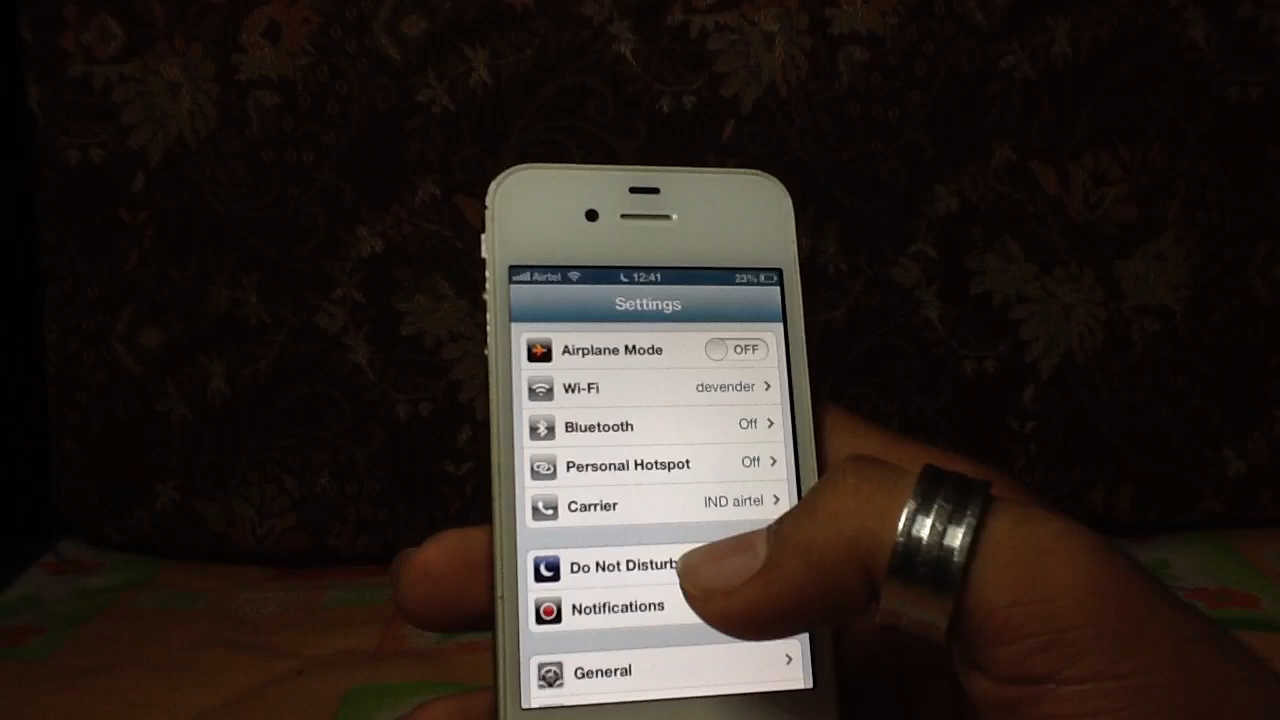 Airtel 12:41 23%
Settings
Airplane Mode OFF
Wi-Fi devender
Bluetooth Off
Personal Hotspot Off
Carrier IND airtel
Do Not Disturb
Notifications
General